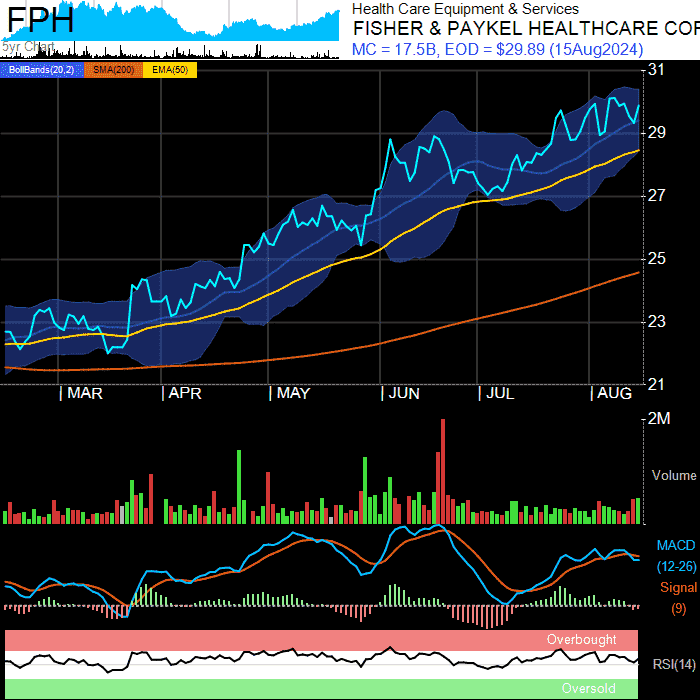 FPH
5yr Chart
Health Care Equipment & Services
FISHER & PAYKEL HEALTHCARE COR
MC = 17.5B, EOD = $29.89 (15Aug2024)
BollBands(20,2) SMA(200) EMA(50)
31
29
27
25
23
21
MAR APR MAY JUN JUL AUG
2M
Volume
MACD
(12-26)
Signal
(9)
Overbought
RSI(14)
Oversold